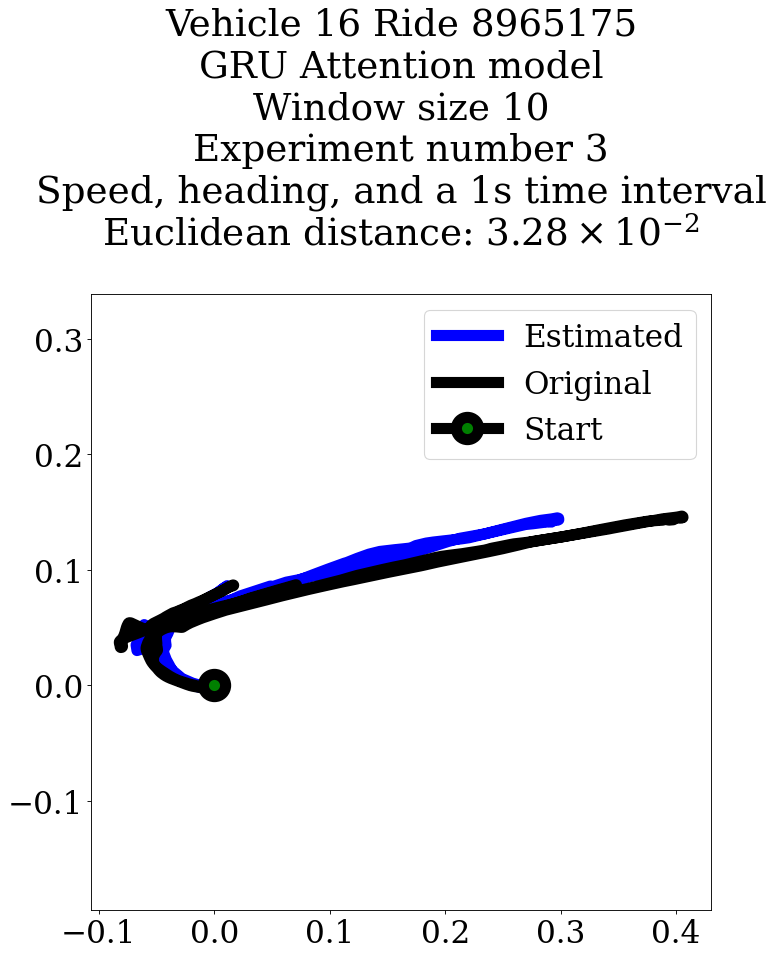 Vehicle 16 Ride 8965175
GRU Attention model
Window size 10
Experiment number 3
Speed, heading, and a 1s time interval
Euclidean distance: 3.28 × 10⁻²
Estimated
Original
Start
0.3
0.2
0.1
0.0
−0.1
−0.1 0.0 0.1 0.2 0.3 0.4